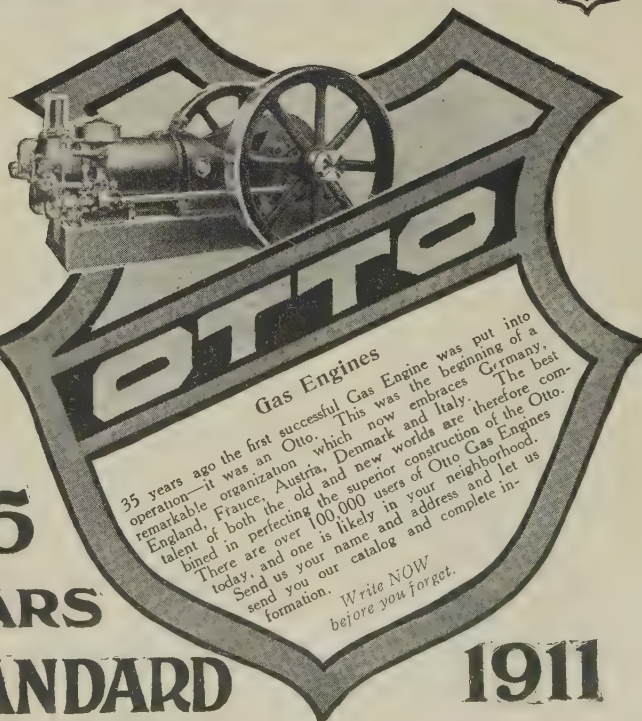 OTTO
Gas Engines
35 years ago the first successful Gas Engine was put into
operation—it was an Otto. This was the beginning of a
remarkable organization which now embraces Germany,
England, France, Austria, Denmark and Italy. The best
talent of both the old and new worlds are therefore com-
bined in perfecting the superior construction of the Otto.
There are over 100,000 users of Otto Gas Engines
today, and one is likely in your neighborhood.
Send us your name and address and let us
send you our catalog and complete in-
formation.
Write NOW
before you forget.
1911